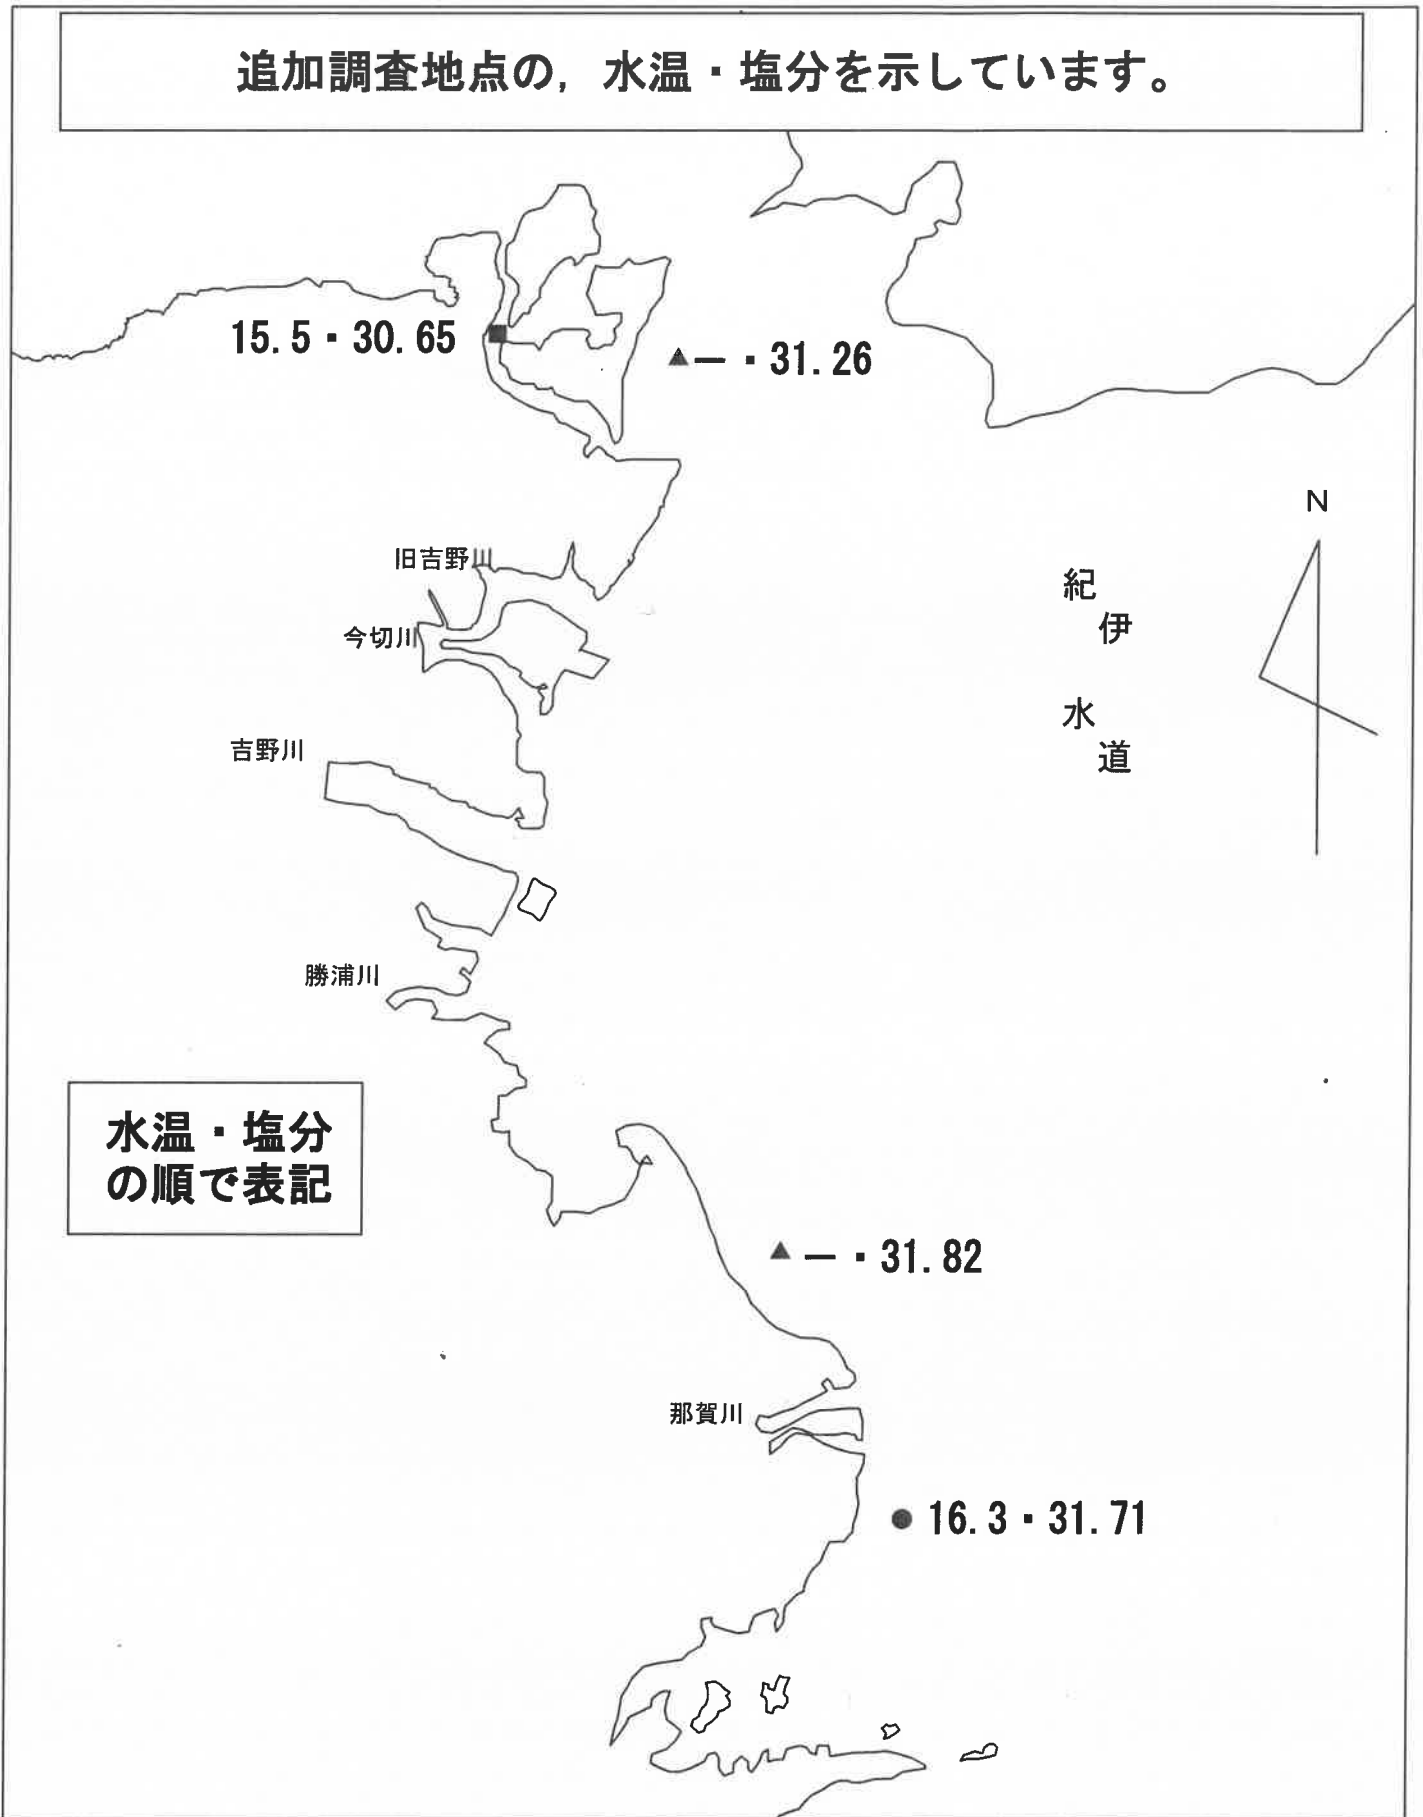 追加調査地点の，水温・塩分を示しています。
15.5・30.65
▲ー・31.26
N
旧吉野川
紀
伊
今切川
水
道
吉野川
勝浦川
水温・塩分
の順で表記
▲ー・31.82
那賀川
●16.3・31.71